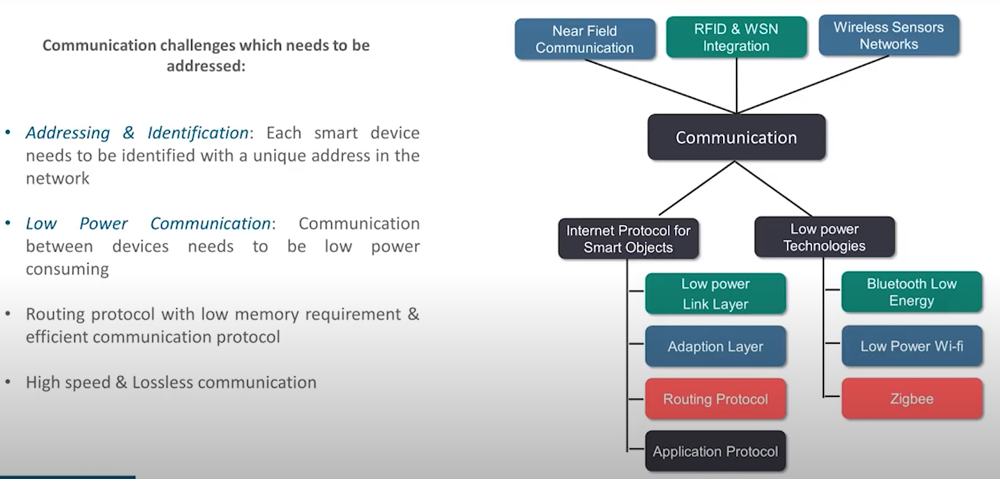 Communication challenges which needs to be
addressed:
• Addressing & Identification: Each smart device
needs to be identified with a unique address in the
network
• Low Power Communication: Communication
between devices needs to be low power
consuming
• Routing protocol with low memory requirement &
efficient communication protocol
• High speed & Lossless communication
Near Field
Communication
RFID & WSN
Integration
Wireless Sensors
Networks
Communication
Internet Protocol for
Smart Objects
Low power
Technologies
Low power
Link Layer
Adaption Layer
Routing Protocol
Application Protocol
Bluetooth Low
Energy
Low Power Wi-fi
Zigbee